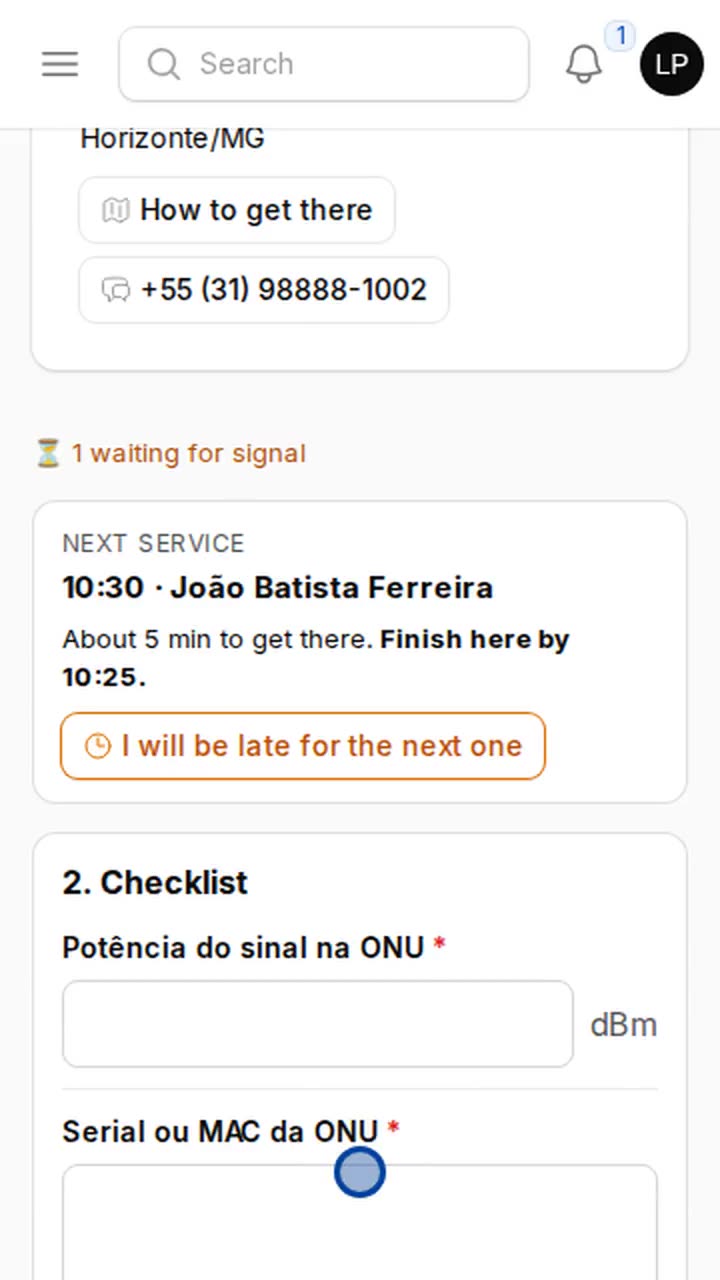 Search
1
LP
Horizonte/MG
How to get there
+55 (31) 98888-1002
1 waiting for signal
NEXT SERVICE
10:30 · João Batista Ferreira
About 5 min to get there. Finish here by
10:25.
I will be late for the next one
2. Checklist
Potência do sinal na ONU *
dBm
Serial ou MAC da ONU *